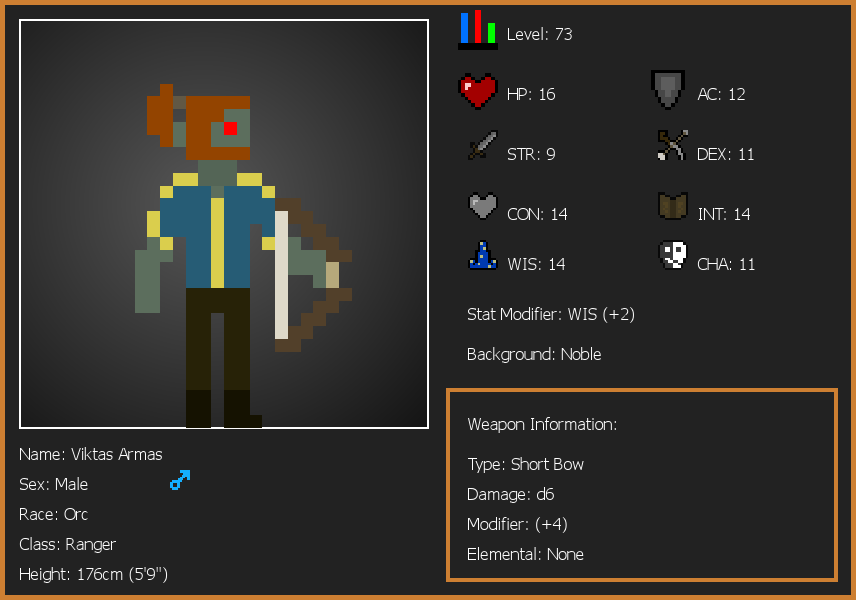 Level: 73
HP: 16
AC: 12
STR: 9
DEX: 11
CON: 14
INT: 14
WIS: 14
CHA: 11
Stat Modifier: WIS (+2)
Background: Noble
Weapon Information:
Type: Short Bow
Damage: d6
Modifier: (+4)
Elemental: None
Name: Viktas Armas
Sex: Male
Race: Orc
Class: Ranger
Height: 176cm (5'9")